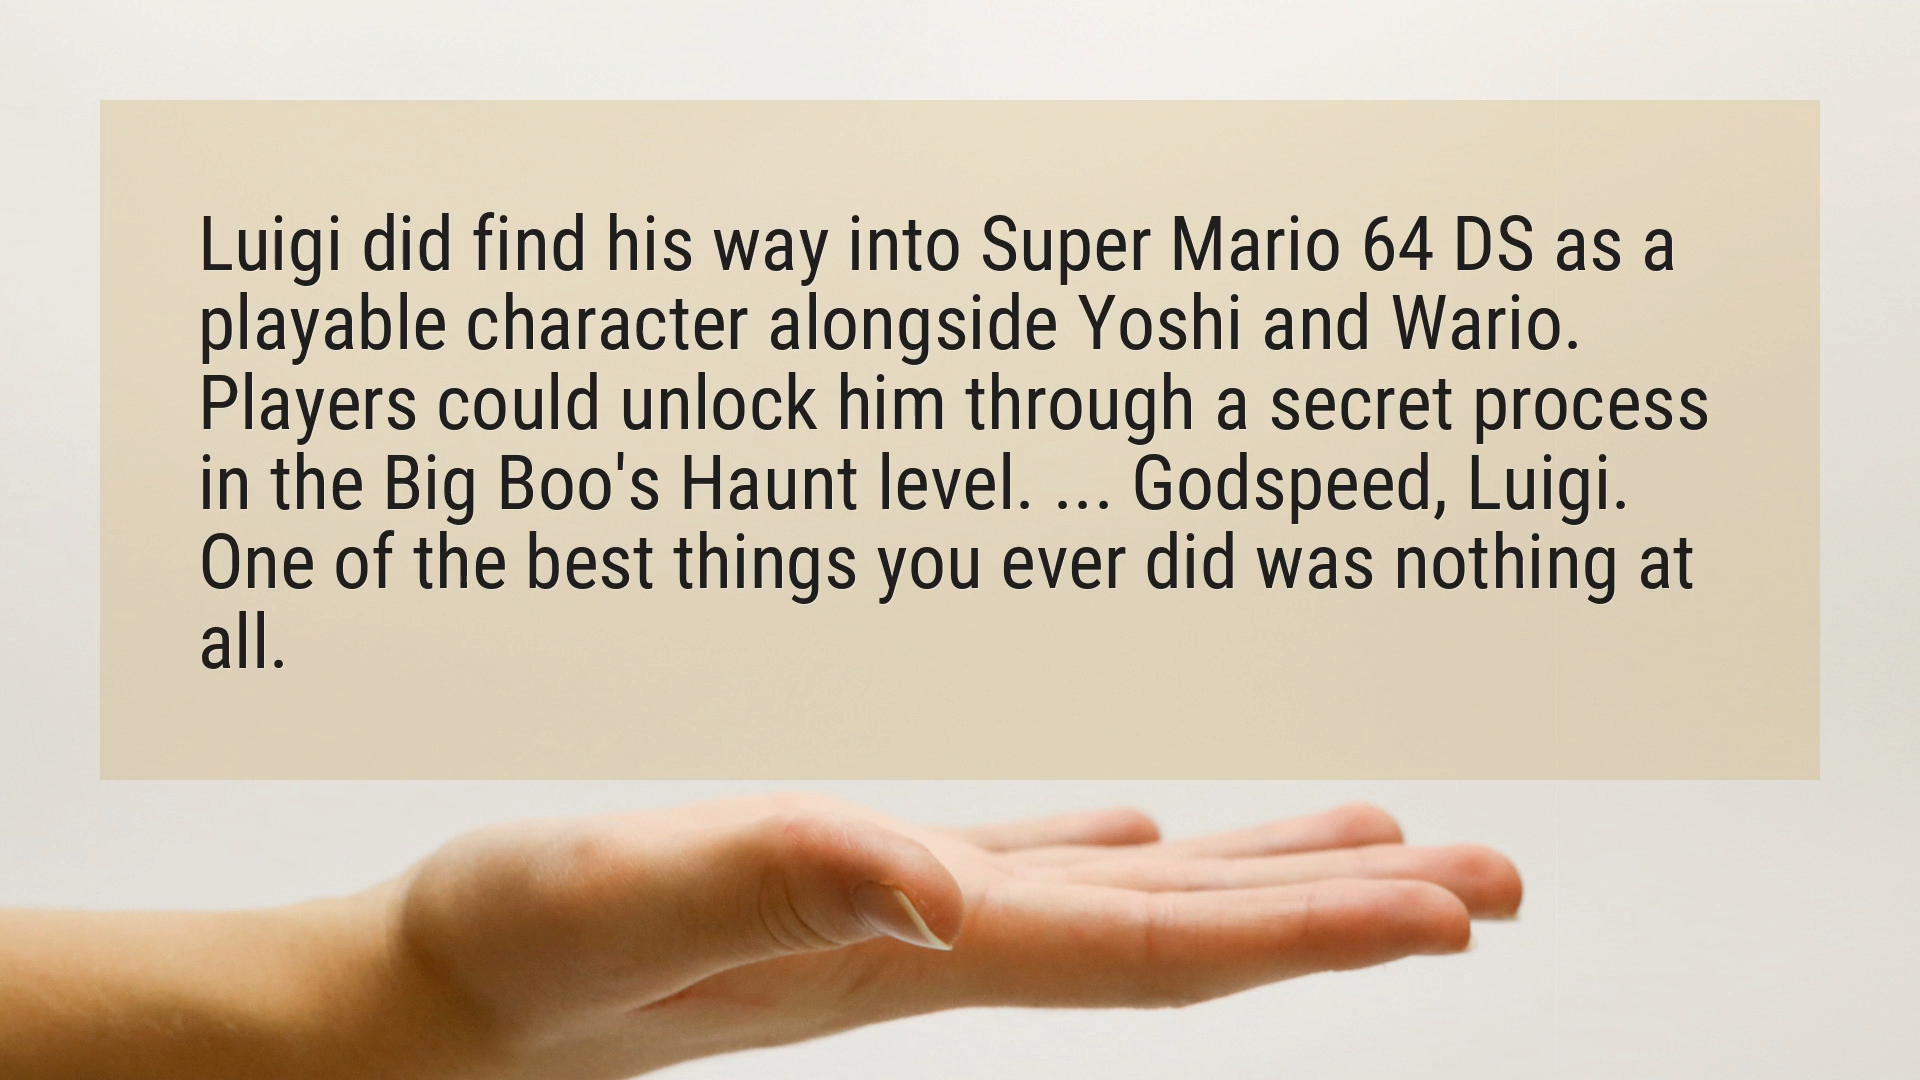 Luigi did find his way into Super Mario 64 DS as a
playable character alongside Yoshi and Wario.
Players could unlock him through a secret process
in the Big Boo's Haunt level. ... Godspeed, Luigi.
One of the best things you ever did was nothing at
all.